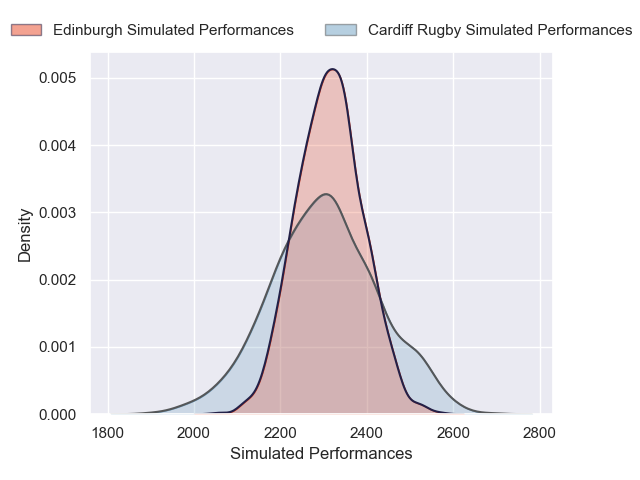 Edinburgh Simulated Performances
Cardiff Rugby Simulated Performances
0.005
0.004
0.003
0.002
0.001
0.000
Density
1800 2000 2200 2400 2600 2800
Simulated Performances